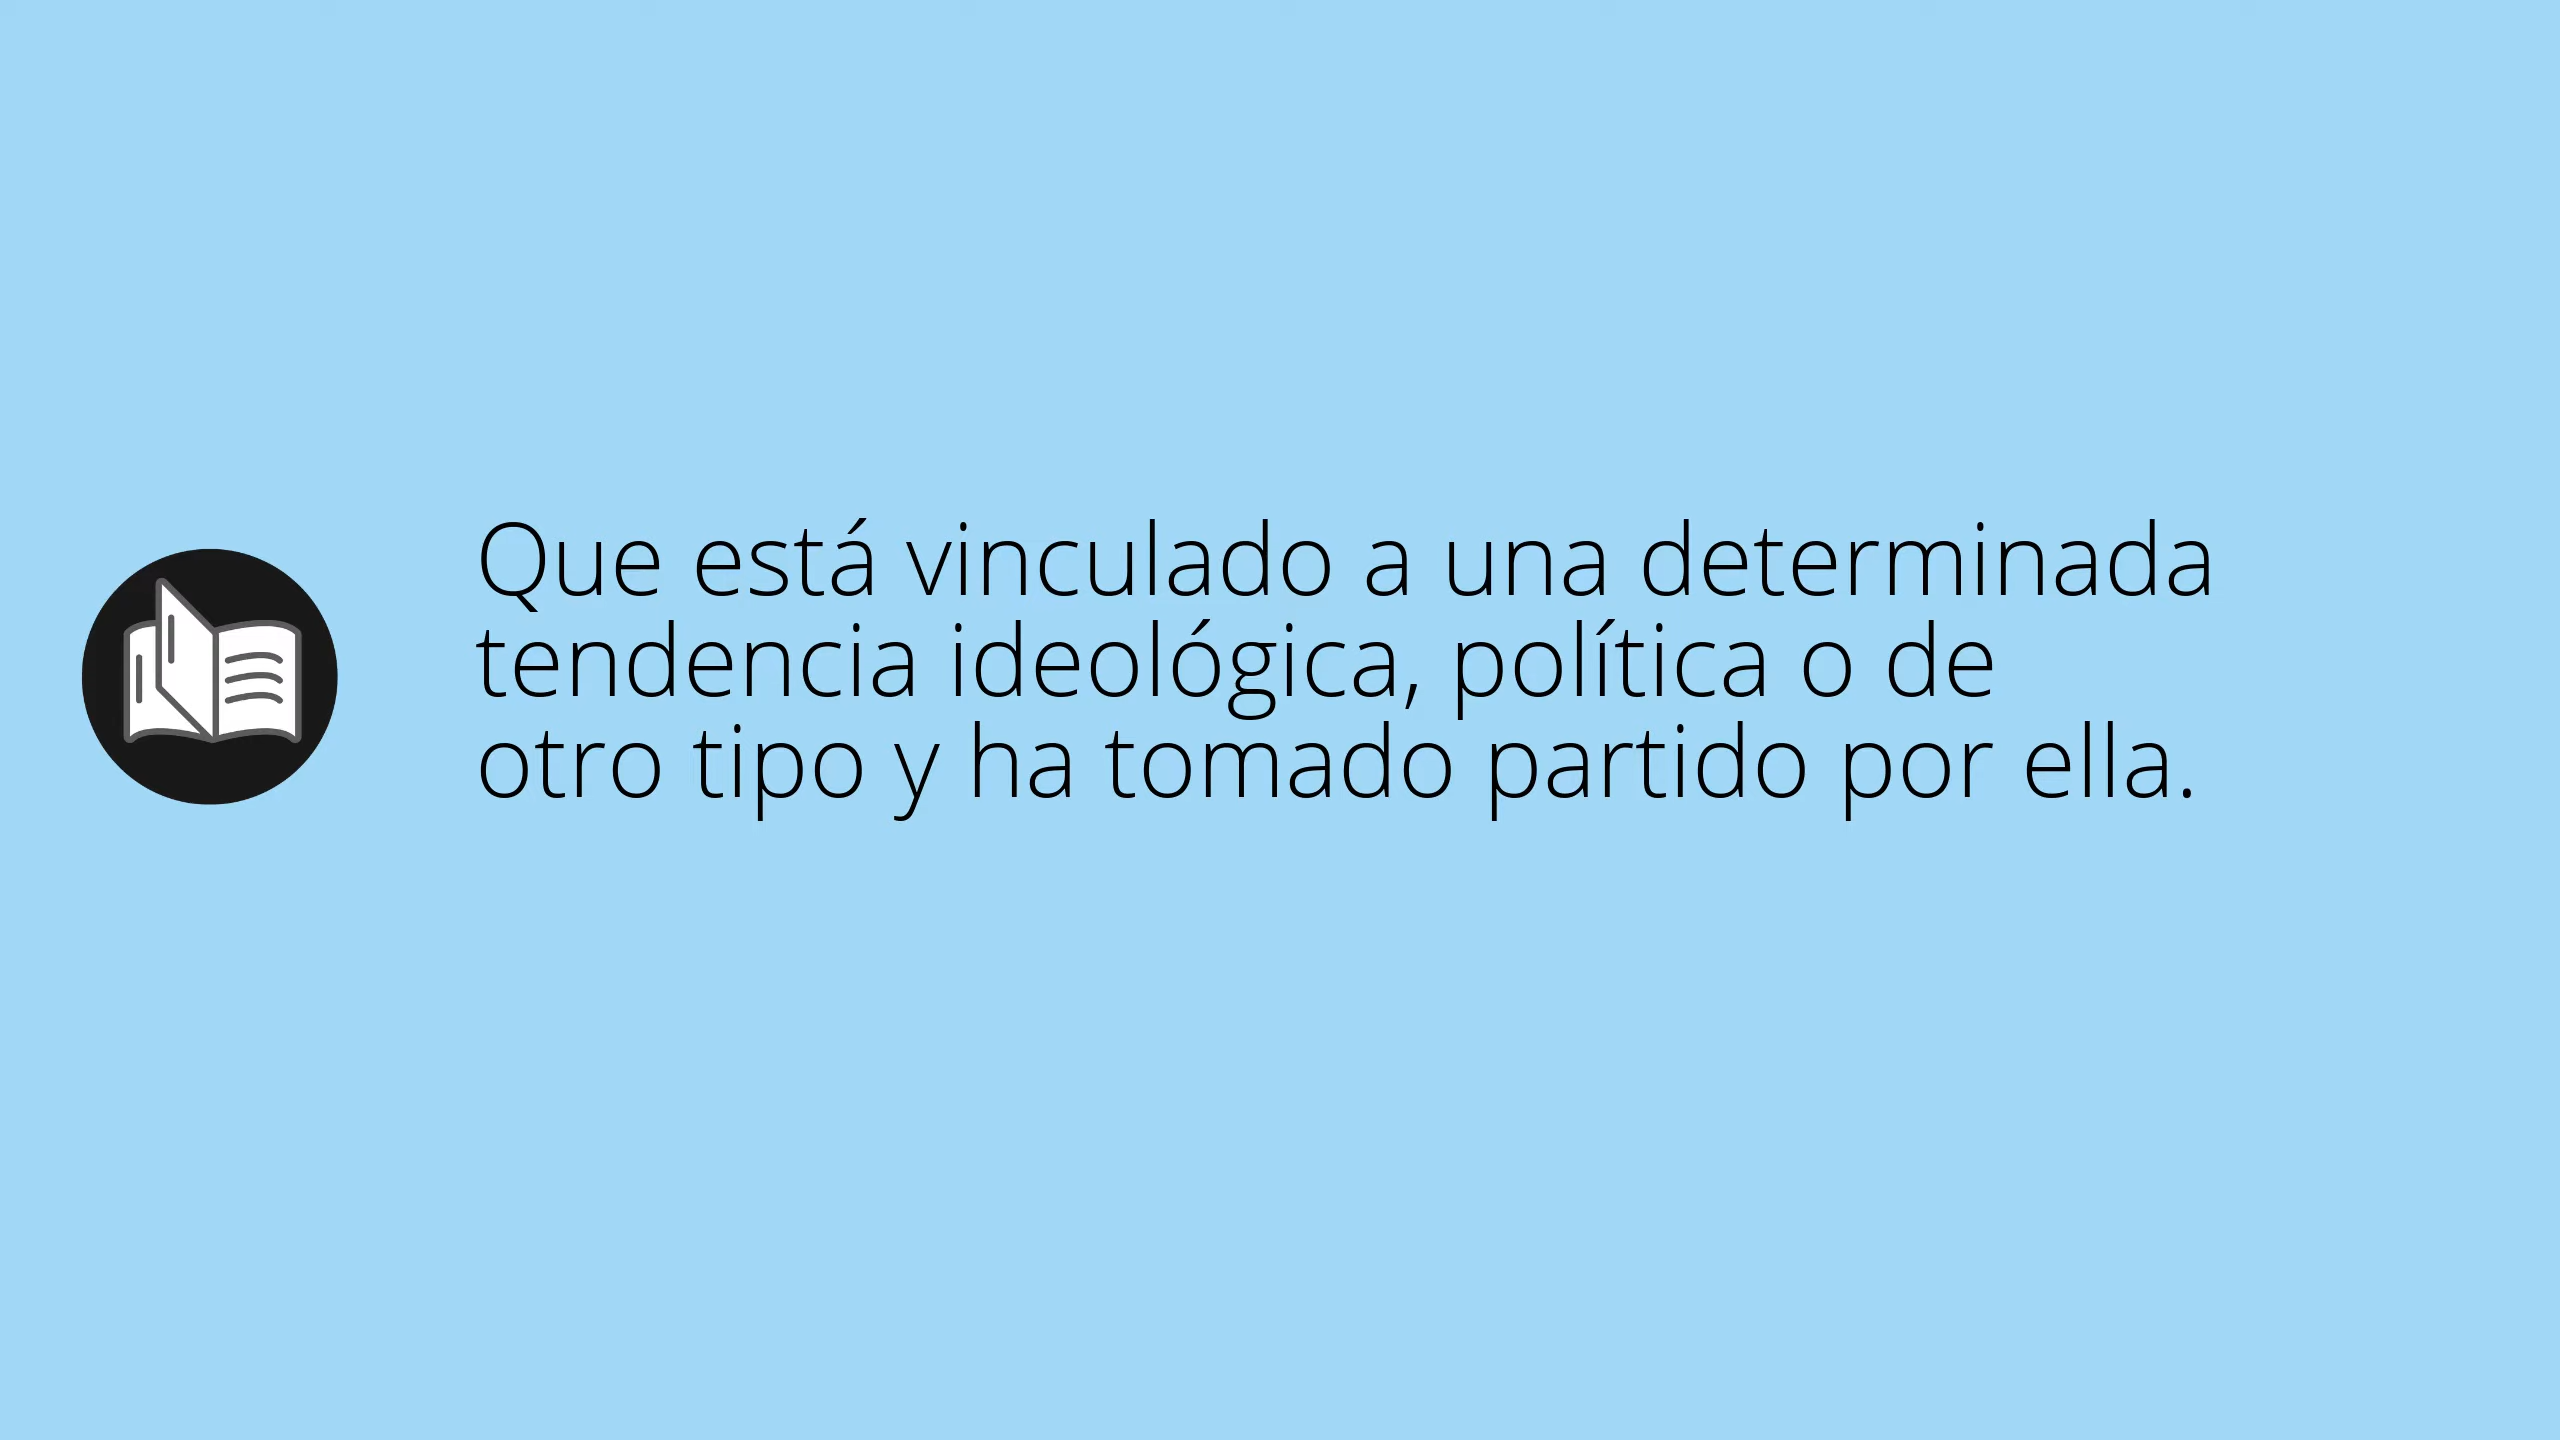 Que está vinculado a una determinada
tendencia ideológica, política o de
otro tipo y ha tomado partido por ella.